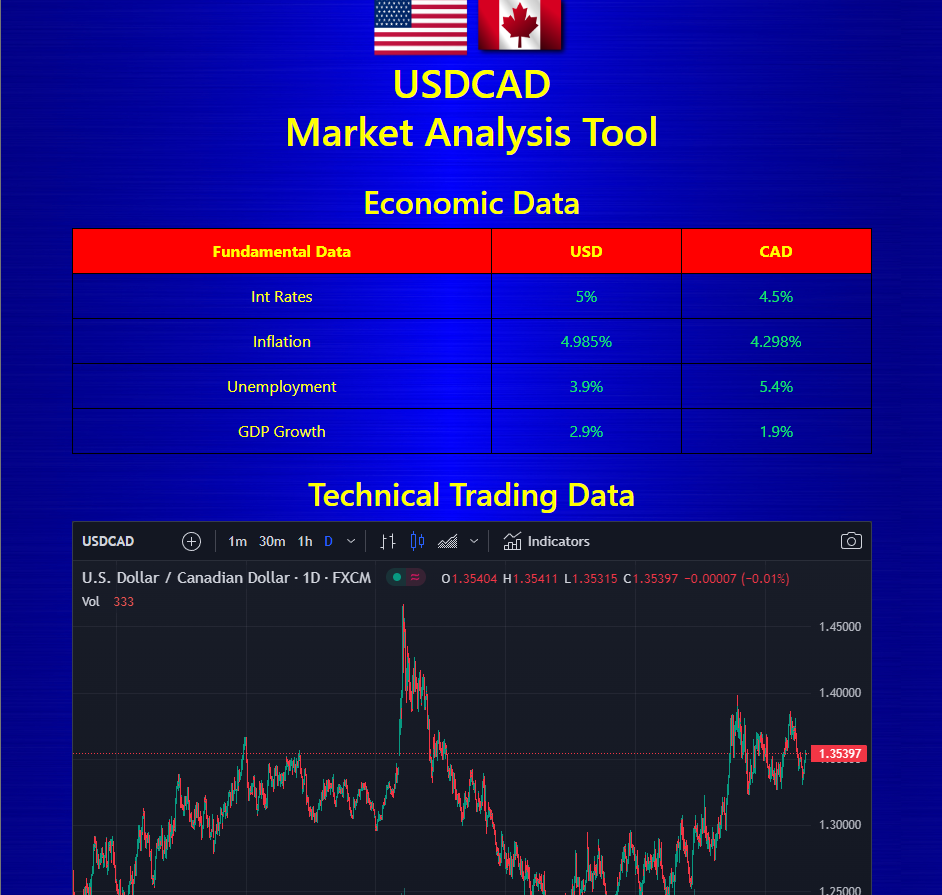 USDCAD
Market Analysis Tool
Economic Data
Fundamental Data USD CAD
Int Rates 5% 4.5%
Inflation 4.985% 4.298%
Unemployment 3.9% 5.4%
GDP Growth 2.9% 1.9%
Technical Trading Data
USDCAD 1m 30m 1h D Indicators
U.S. Dollar / Canadian Dollar · 1D · FXCM ≈ O1.35404 H1.35411 L1.35315 C1.35397 −0.00007 (−0.01%)
Vol 333
1.45000
1.40000
1.35397
1.30000
1.25000